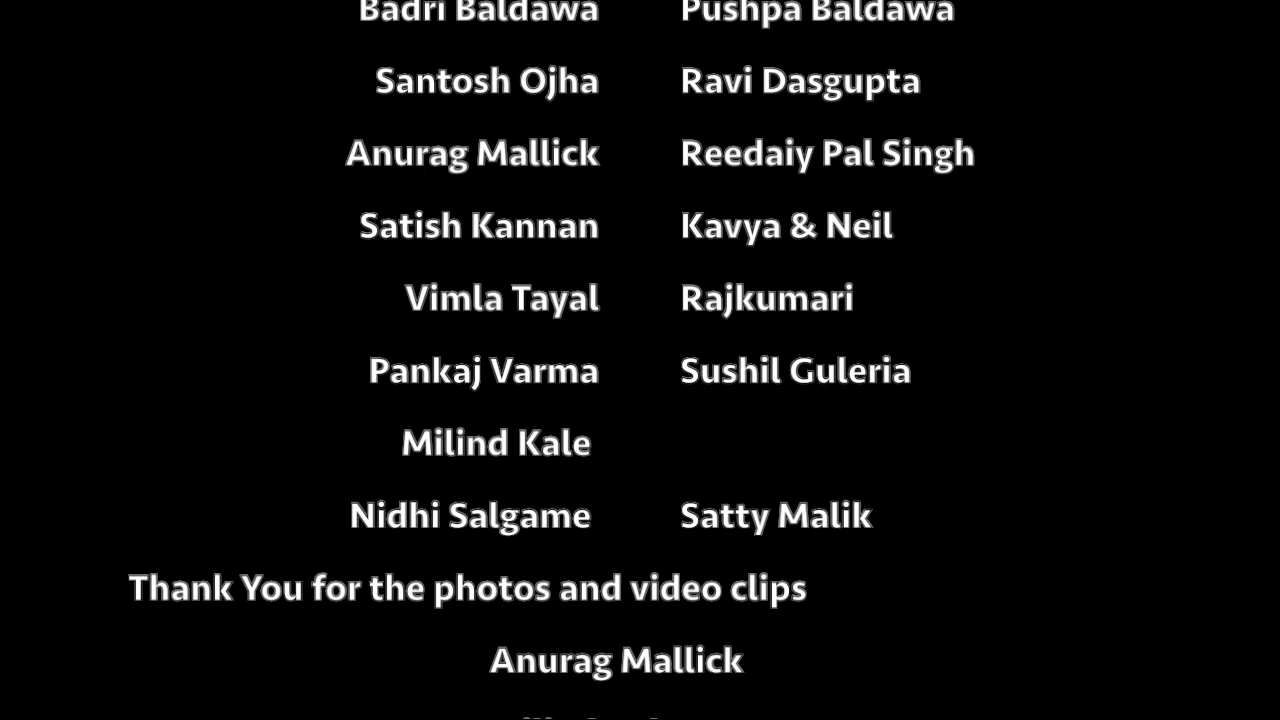 Badri Baldawa Pushpa Baldawa
Santosh Ojha Ravi Dasgupta
Anurag Mallick Reedaiy Pal Singh
Satish Kannan Kavya & Neil
Vimla Tayal Rajkumari
Pankaj Varma Sushil Guleria
Milind Kale
Nidhi Salgame Satty Malik
Thank You for the photos and video clips
Anurag Mallick